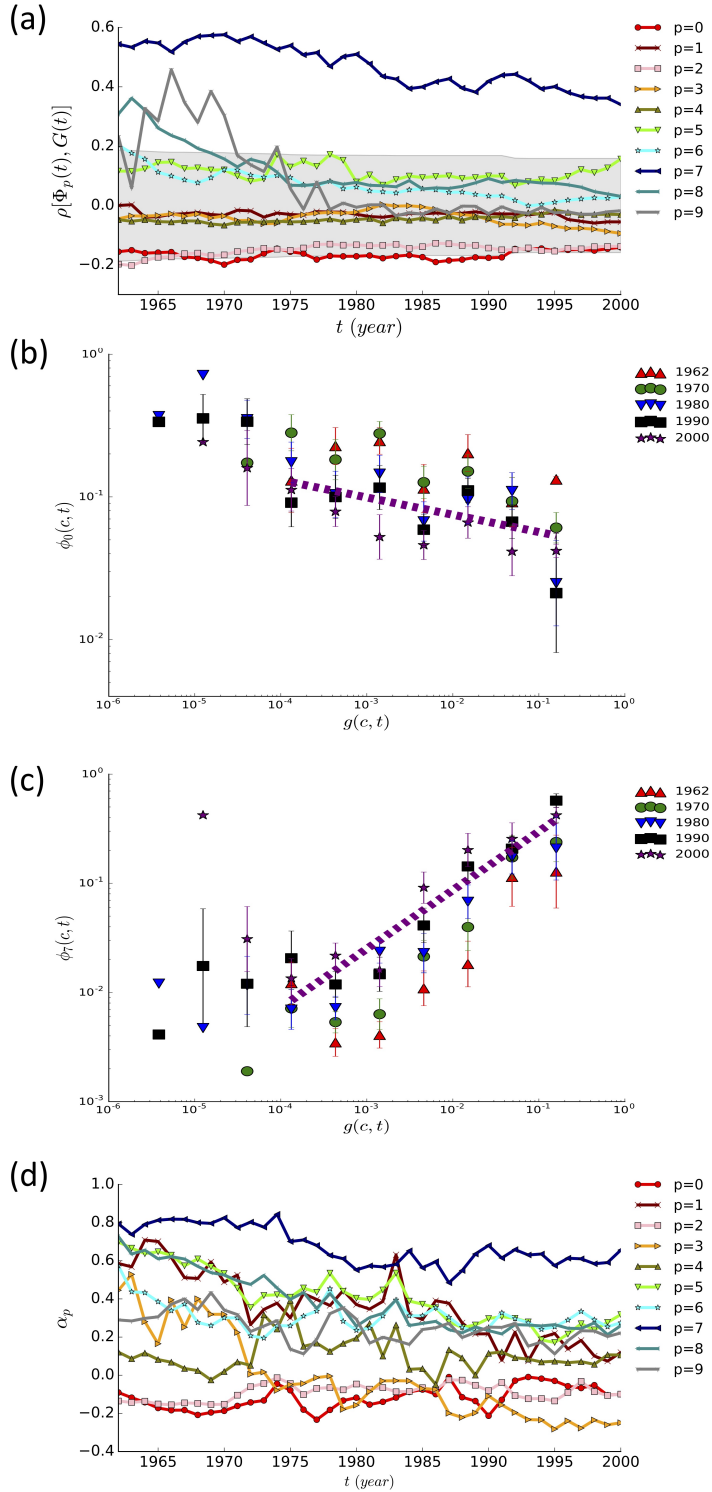 (a)
0.6
0.4
0.2
0.0
−0.2
ρ[Φ_p(t), G(t)]
1965 1970 1975 1980 1985 1990 1995 2000
t (year)
p=0
p=1
p=2
p=3
p=4
p=5
p=6
p=7
p=8
p=9
(b)
10⁰
10⁻¹
10⁻²
ϕ₀(c, t)
10⁻⁶ 10⁻⁵ 10⁻⁴ 10⁻³ 10⁻² 10⁻¹ 10⁰
g(c, t)
1962
1970
1980
1990
2000
(c)
10⁰
10⁻¹
10⁻²
10⁻³
ϕ₇(c, t)
10⁻⁶ 10⁻⁵ 10⁻⁴ 10⁻³ 10⁻² 10⁻¹ 10⁰
g(c, t)
1962
1970
1980
1990
2000
(d)
1.0
0.8
0.6
0.4
0.2
0.0
−0.2
−0.4
α_p
1965 1970 1975 1980 1985 1990 1995 2000
t (year)
p=0
p=1
p=2
p=3
p=4
p=5
p=6
p=7
p=8
p=9